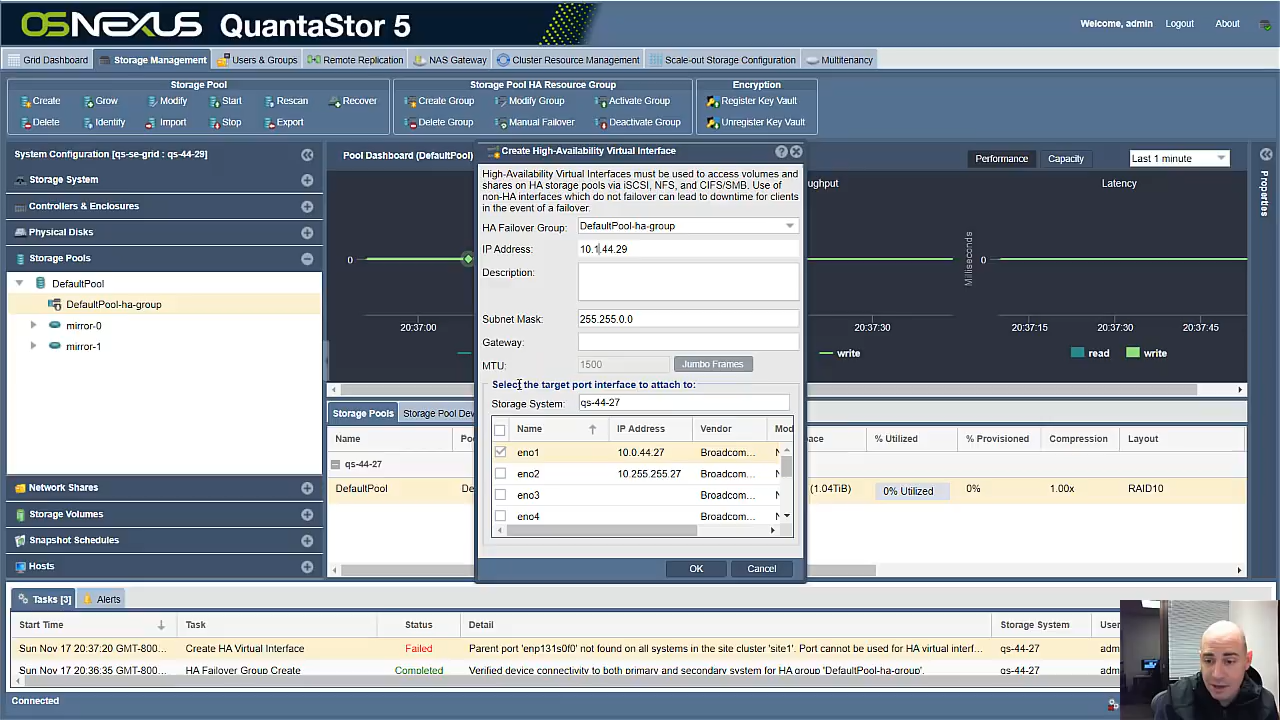 OSNEXUS QuantaStor 5
Welcome, admin Logout About
Grid Dashboard Storage Management Users & Groups Remote Replication NAS Gateway Cluster Resource Management Scale-out Storage Configuration Multitenancy
Storage Pool Storage Pool HA Resource Group Encryption
Create Grow Modify Start Rescan Recover Create Group Modify Group Activate Group Register Key Vault
Delete Identify Import Stop Export Delete Group Manual Failover Deactivate Group Unregister Key Vault
System Configuration [qs-se-grid : qs-44-29]
Storage System
Controllers & Enclosures
Physical Disks
Storage Pools
DefaultPool
DefaultPool-ha-group
mirror-0
mirror-1
Network Shares
Storage Volumes
Snapshot Schedules
Hosts
Pool Dashboard (DefaultPool)
Performance Capacity Last 1 minute
ughput Latency
Properties
0 0
Milliseconds
20:37:00 20:37:30 20:37:15 20:37:30 20:37:45
write read write
Create High-Availability Virtual Interface
High-Availability Virtual Interfaces must be used to access volumes and
shares on HA storage pools via iSCSI, NFS, and CIFS/SMB. Use of
non-HA interfaces which do not failover can lead to downtime for clients
in the event of a failover.
HA Failover Group: DefaultPool-ha-group
IP Address: 10.1.44.29
Description:
Subnet Mask: 255.255.0.0
Gateway:
MTU: 1500 Jumbo Frames
Select the target port interface to attach to:
Storage System: qs-44-27
Name IP Address Vendor Mod
eno1 10.0.44.27 Broadcom...
eno2 10.255.255.27 Broadcom...
eno3 Broadcom...
eno4 Broadcom...
OK Cancel
Storage Pools Storage Pool Dev
Name Po ace % Utilized % Provisioned Compression Layout
qs-44-27
DefaultPool De (1.04TiB) 0% Utilized 0% 1.00x RAID10
Tasks [3] Alerts
Start Time Task Status Detail Storage System User
Sun Nov 17 20:37:20 GMT-800... Create HA Virtual Interface Failed Parent port 'enp131s0f0' not found on all systems in the site cluster 'site1'. Port cannot be used for HA virtual interf... qs-44-27 adm
Sun Nov 17 20:36:35 GMT-800... HA Failover Group Create Completed Verified device connectivity to both primary and secondary system for HA group 'DefaultPool-ha-group'. qs-44-27 adm
Connected